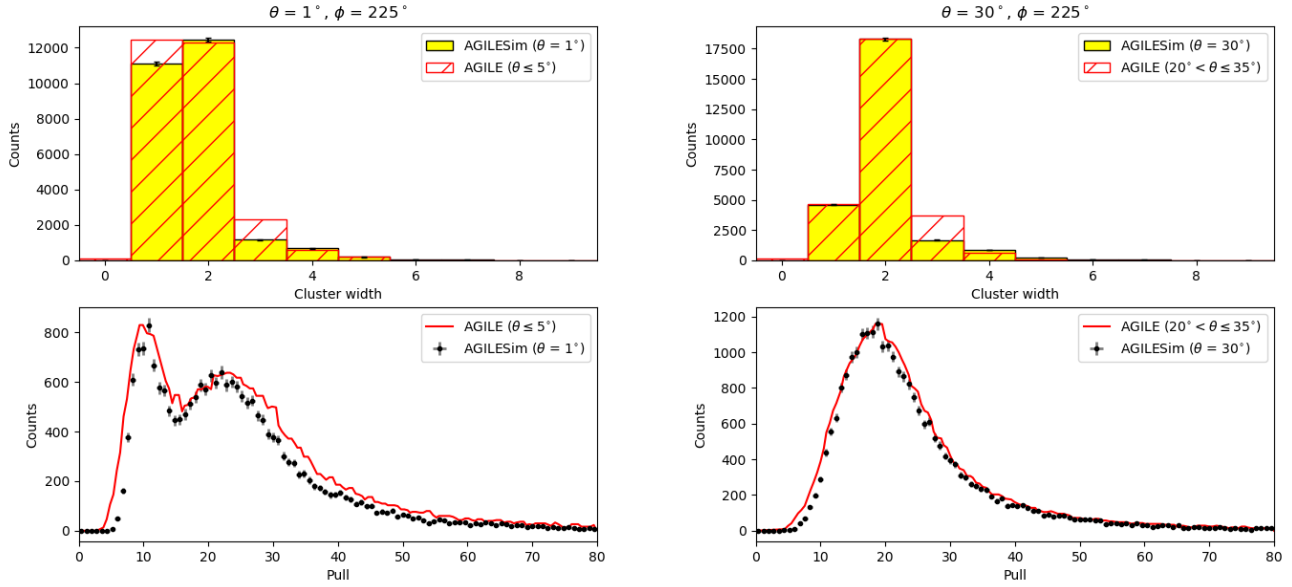 θ = 1°, ϕ = 225°
12000
10000
8000
6000
4000
2000
0
Counts
0 2 4 6 8
Cluster width
AGILESim (θ = 1°)
AGILE (θ ≤ 5°)
θ = 30°, ϕ = 225°
17500
15000
12500
10000
7500
5000
2500
0
Counts
0 2 4 6 8
Cluster width
AGILESim (θ = 30°)
AGILE (20° < θ ≤ 35°)
800
600
400
200
0
Counts
0 10 20 30 40 50 60 70 80
Pull
AGILE (θ ≤ 5°)
AGILESim (θ = 1°)
1200
1000
800
600
400
200
0
Counts
0 10 20 30 40 50 60 70 80
Pull
AGILE (20° < θ ≤ 35°)
AGILESim (θ = 30°)